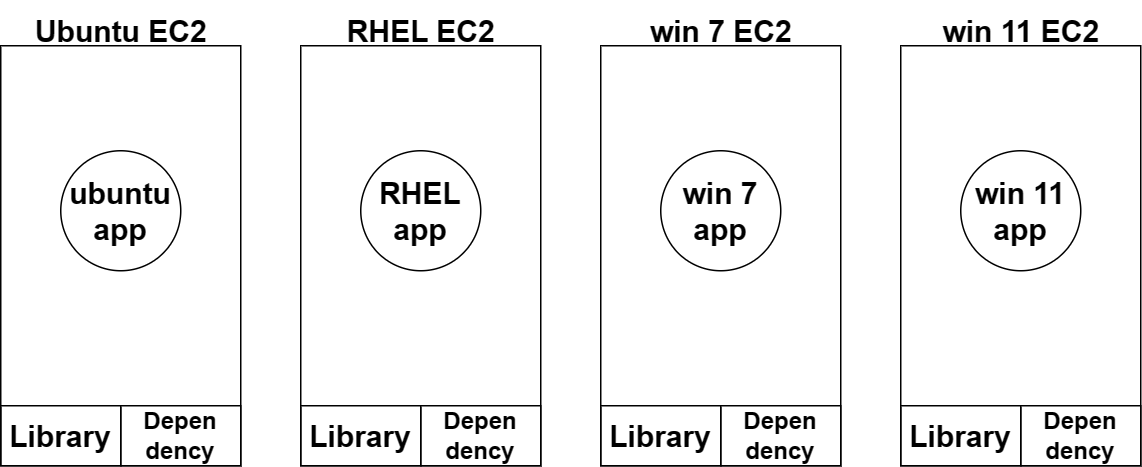 Ubuntu EC2
RHEL EC2
win 7 EC2
win 11 EC2
ubuntu
app
RHEL
app
win 7
app
win 11
app
Library
Depen
dency
Library
Depen
dency
Library
Depen
dency
Library
Depen
dency